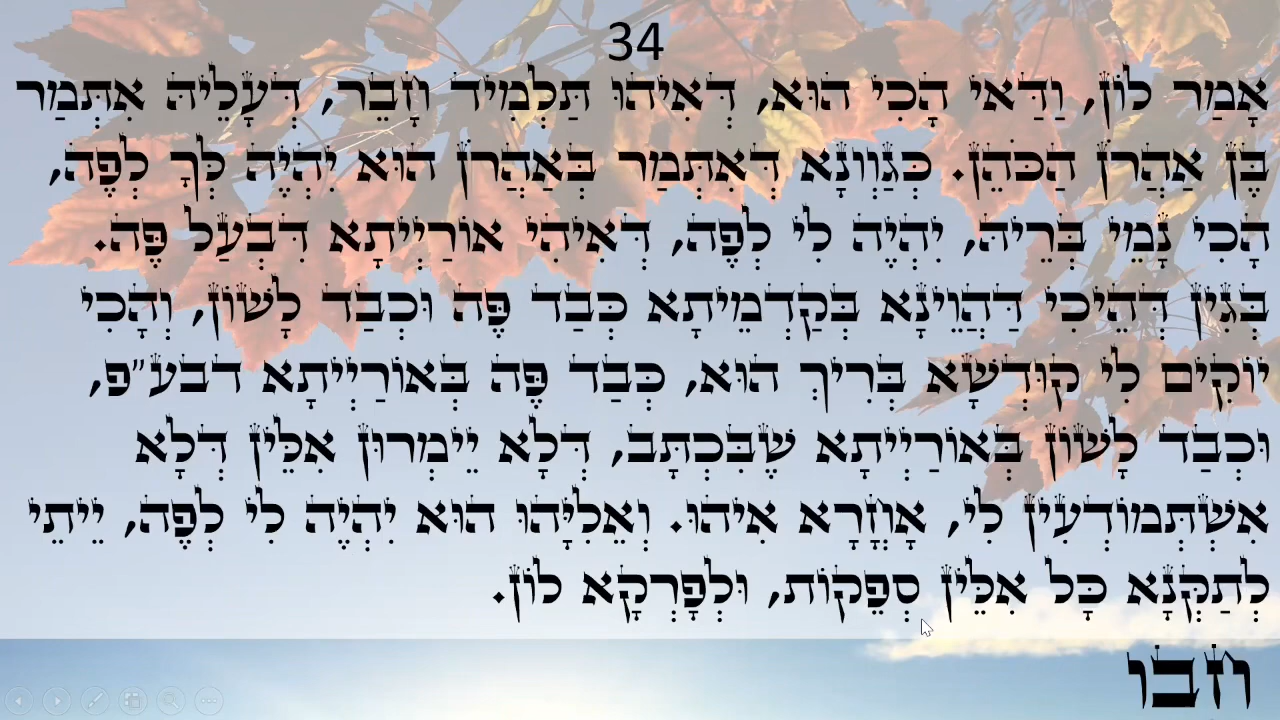 34
אָמַר לוֹן, וַדַּאי הָכִי הוּא, דְּאִיהוּ תַּלְמִיד חָבֵר, דְּעָלֵיהּ אִתְּמַר
בֶּן אַהֲרֹן הַכֹּהֵן. כְּגַוְונָא דְּאִתְּמַר בְּאַהֲרֹן הוּא יִהְיֶה לְּךָ לְפֶּה,
הָכִי נָמֵי בְּרֵיהּ, יִהְיֶה לִי לְפֶּה, דְּאִיהִי אוֹרַיְיתָא דִּבְעַל פֶּה.
בְּגִּין דְּהֵיכִי דַּהֲוֵינָא בְּקַדְמֵיתָא כְּבַד פֶּה וּכְבַד לָשׁוֹן, וְהָכִי
יוֹקִים לִי קוּדְשָׁא בְּרִיךְ הוּא, כְּבַד פֶּה בְּאוֹרַיְיתָא דבע״פ,
וּכְבַד לָשׁוֹן בְּאוֹרַיְיתָא שֶׁבִּכְתָּב, דְּלָא יֵימְרוּן אִלֵּין דְּלָא
אִשְׁתְּמוֹדְעִין לִי, אָחֳרָא אִיהוּ. וְאֵלִיָּהוּ הוּא יִהְיֶה לִי לְפֶּה, יֵיתֵי
לְתַקְּנָא כָּל אִלֵּין סְפֵּקוֹת, וּלְפָּרְקָא לוֹן.
וזבו